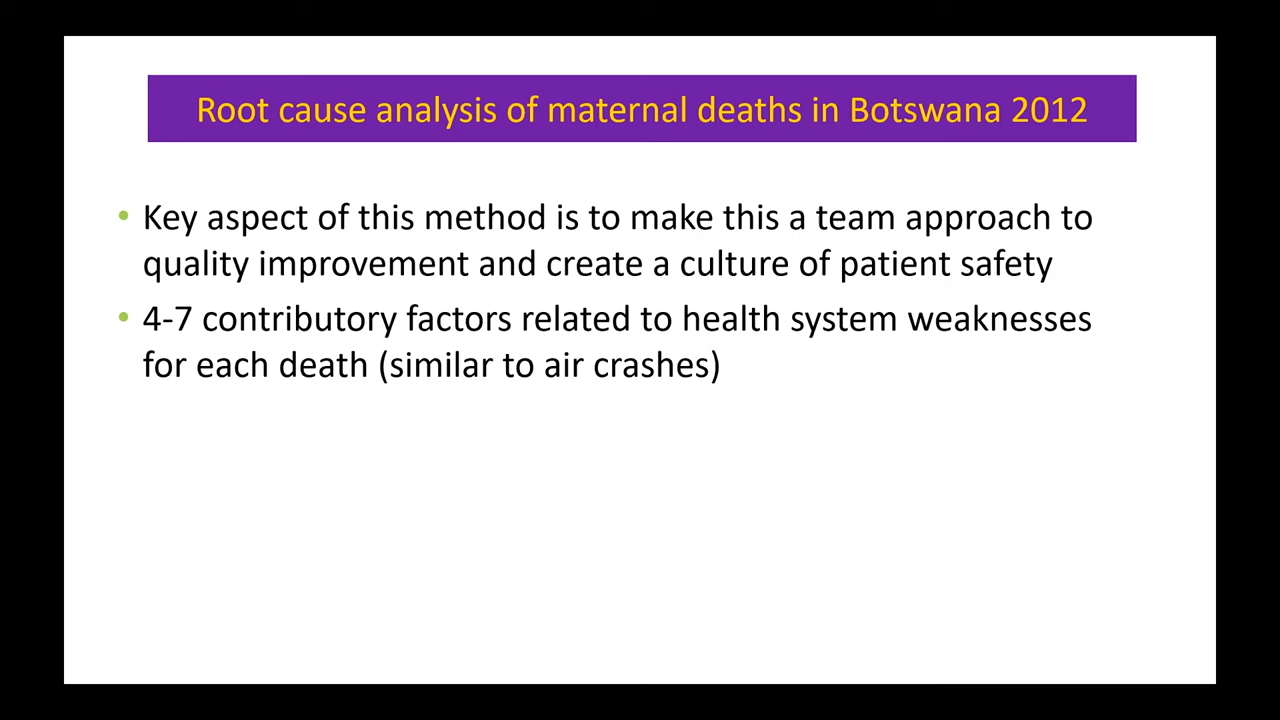 Root cause analysis of maternal deaths in Botswana 2012
• Key aspect of this method is to make this a team approach to
quality improvement and create a culture of patient safety
• 4-7 contributory factors related to health system weaknesses
for each death (similar to air crashes)